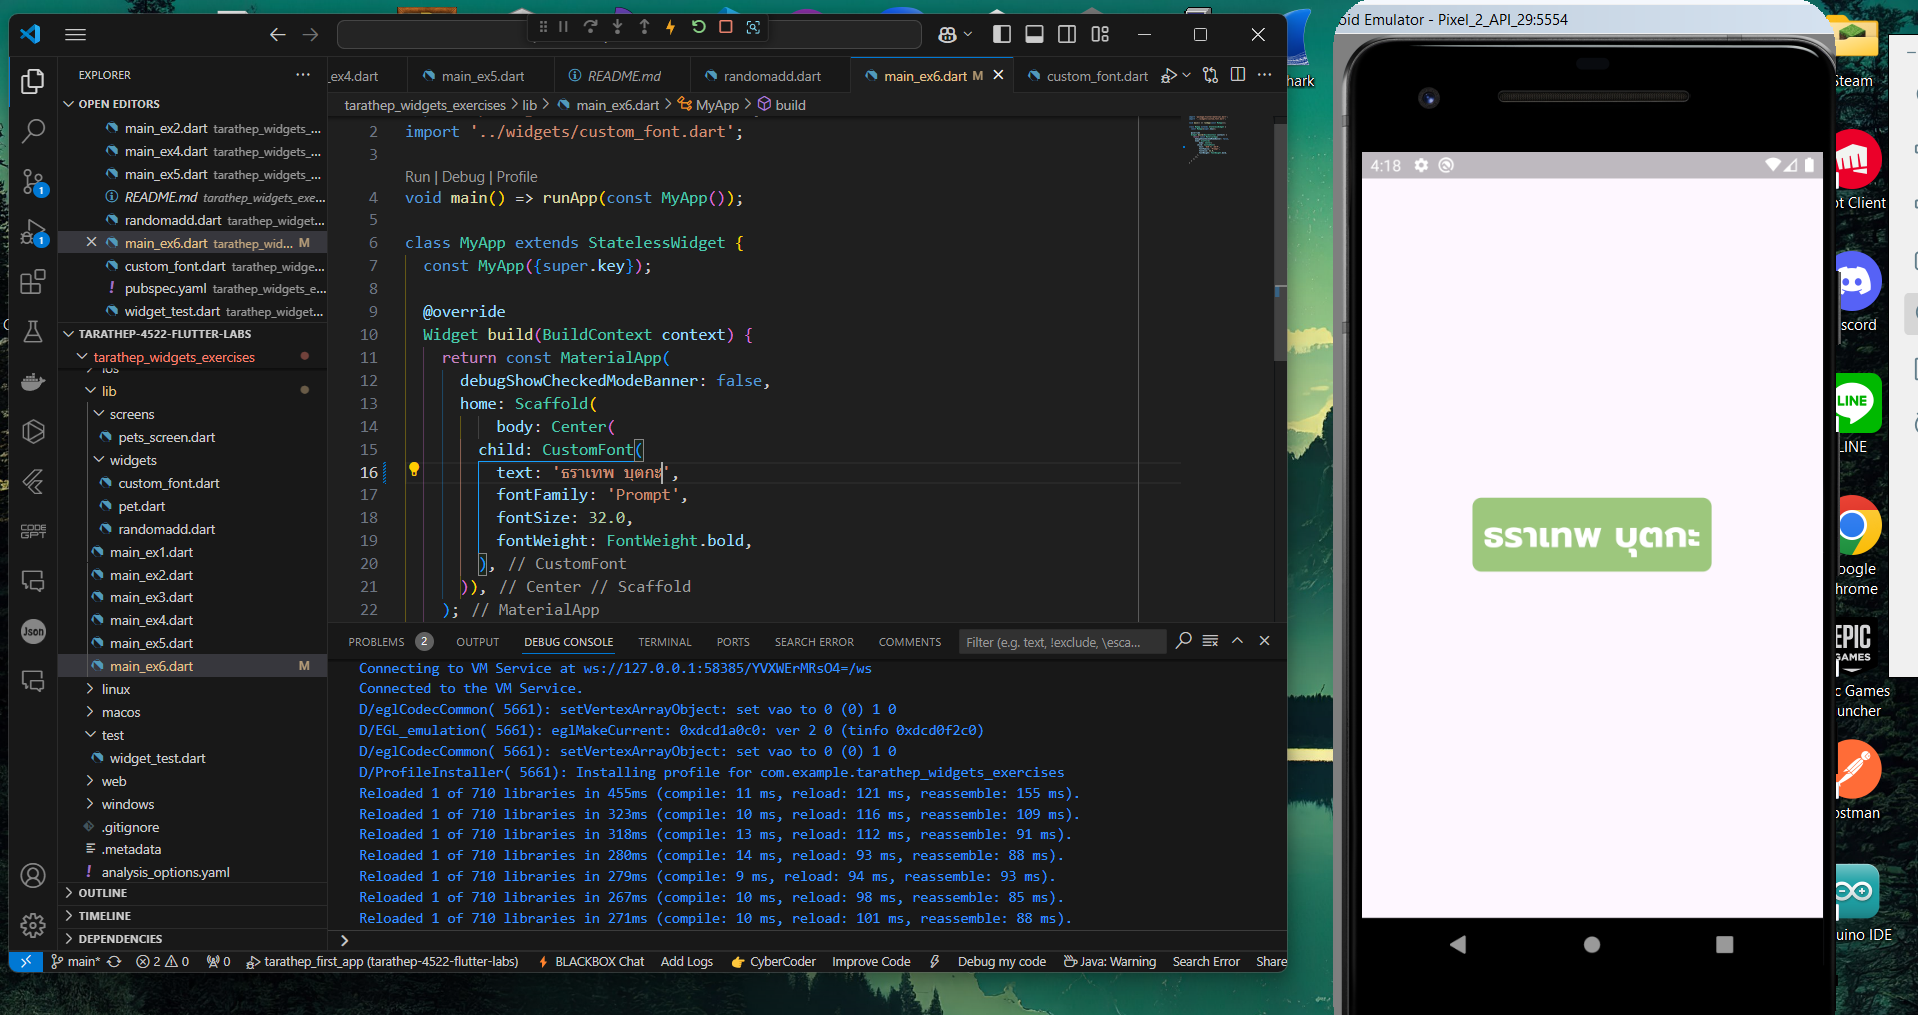 EXPLORER
OPEN EDITORS
main_ex2.dart tarathep_widgets_...
main_ex4.dart tarathep_widgets_...
main_ex5.dart tarathep_widgets_...
README.md tarathep_widgets_exe...
randomadd.dart tarathep_widget...
main_ex6.dart tarathep_wid... M
custom_font.dart tarathep_widge...
pubspec.yaml tarathep_widgets_e...
widget_test.dart tarathep_widget...
TARATHEP-4522-FLUTTER-LABS
tarathep_widgets_exercises
ios
lib
screens
pets_screen.dart
widgets
custom_font.dart
pet.dart
randomadd.dart
main_ex1.dart
main_ex2.dart
main_ex3.dart
main_ex4.dart
main_ex5.dart
main_ex6.dart M
linux
macos
test
widget_test.dart
web
windows
.gitignore
.metadata
analysis_options.yaml
OUTLINE
TIMELINE
DEPENDENCIES
_ex4.dart main_ex5.dart README.md randomadd.dart main_ex6.dart M custom_font.dart
tarathep_widgets_exercises > lib > main_ex6.dart > MyApp > build
2 import '../widgets/custom_font.dart';
3
Run | Debug | Profile
4 void main() => runApp(const MyApp());
5
6 class MyApp extends StatelessWidget {
7 const MyApp({super.key});
8
9 @override
10 Widget build(BuildContext context) {
11 return const MaterialApp(
12 debugShowCheckedModeBanner: false,
13 home: Scaffold(
14 body: Center(
15 child: CustomFont(
16 text: 'ธราเทพ บุตกะ',
17 fontFamily: 'Prompt',
18 fontSize: 32.0,
19 fontWeight: FontWeight.bold,
20 ), // CustomFont
21 )), // Center // Scaffold
22 ); // MaterialApp
PROBLEMS 2 OUTPUT DEBUG CONSOLE TERMINAL PORTS SEARCH ERROR COMMENTS Filter (e.g. text, !exclude, \esca...
Connecting to VM Service at ws://127.0.0.1:58385/YVXWErMRsO4=/ws
Connected to the VM Service.
D/eglCodecCommon( 5661): setVertexArrayObject: set vao to 0 (0) 1 0
D/EGL_emulation( 5661): eglMakeCurrent: 0xdcd1a0c0: ver 2 0 (tinfo 0xdcd0f2c0)
D/eglCodecCommon( 5661): setVertexArrayObject: set vao to 0 (0) 1 0
D/ProfileInstaller( 5661): Installing profile for com.example.tarathep_widgets_exercises
Reloaded 1 of 710 libraries in 455ms (compile: 11 ms, reload: 121 ms, reassemble: 155 ms).
Reloaded 1 of 710 libraries in 323ms (compile: 10 ms, reload: 116 ms, reassemble: 109 ms).
Reloaded 1 of 710 libraries in 318ms (compile: 13 ms, reload: 112 ms, reassemble: 91 ms).
Reloaded 1 of 710 libraries in 280ms (compile: 14 ms, reload: 93 ms, reassemble: 88 ms).
Reloaded 1 of 710 libraries in 279ms (compile: 9 ms, reload: 94 ms, reassemble: 93 ms).
Reloaded 1 of 710 libraries in 267ms (compile: 10 ms, reload: 98 ms, reassemble: 85 ms).
Reloaded 1 of 710 libraries in 271ms (compile: 10 ms, reload: 101 ms, reassemble: 88 ms).
main* 2 0 0 tarathep_first_app (tarathep-4522-flutter-labs) BLACKBOX Chat Add Logs CyberCoder Improve Code Debug my code Java: Warning Search Error Share
1
1
CODE
GPT
Json
hark
oid Emulator - Pixel_2_API_29:5554
4:18
ธราเทพ บุตกะ
Steam
ot Client
scord
LINE
LINE
oogle
hrome
EPIC
GAMES
c Games
uncher
ostman
uino IDE